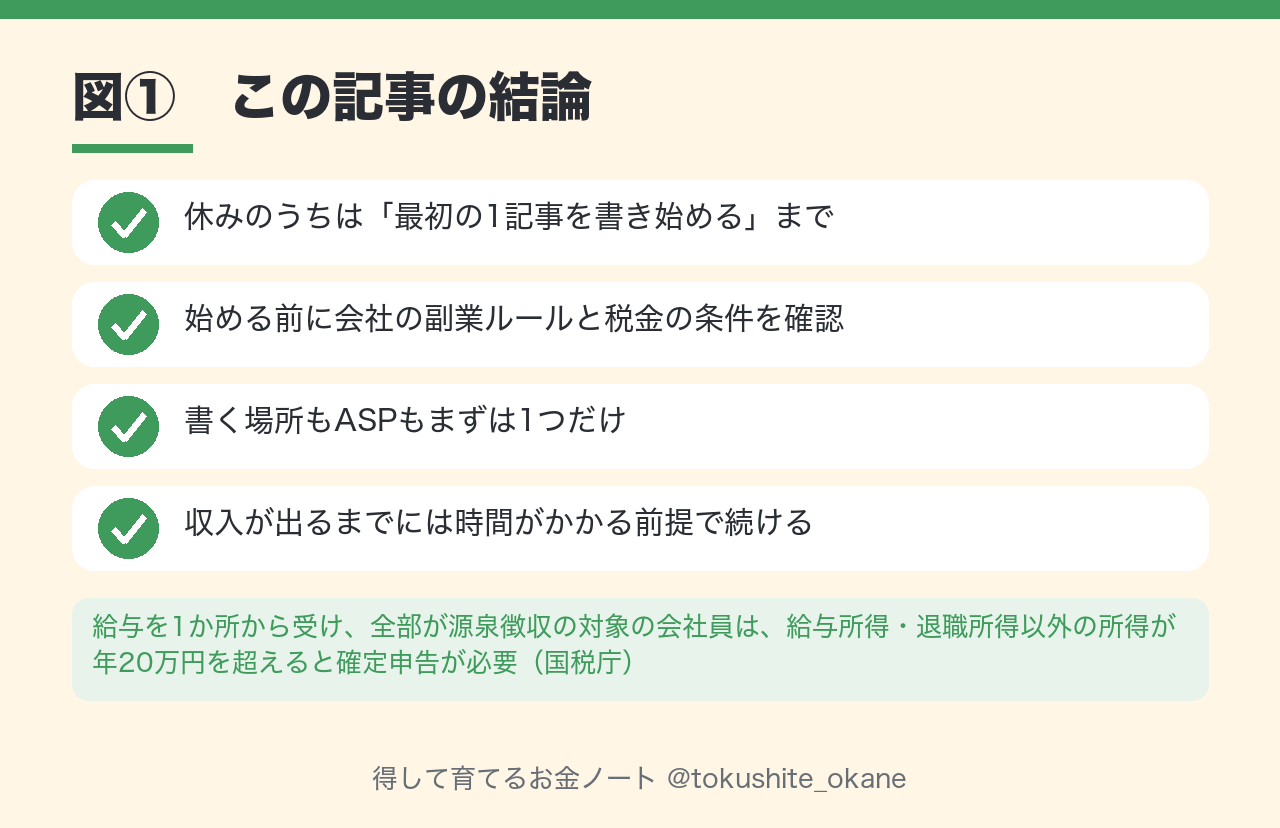 図① この記事の結論
休みのうちは「最初の1記事を書き始める」まで
始める前に会社の副業ルールと税金の条件を確認
書く場所もASPもまずは1つだけ
収入が出るまでには時間がかかる前提で続ける
給与を1か所から受け、全部が源泉徴収の対象の会社員は、給与所得・退職所得以外の所得が
年20万円を超えると確定申告が必要（国税庁）
得して育てるお金ノート @tokushite_okane